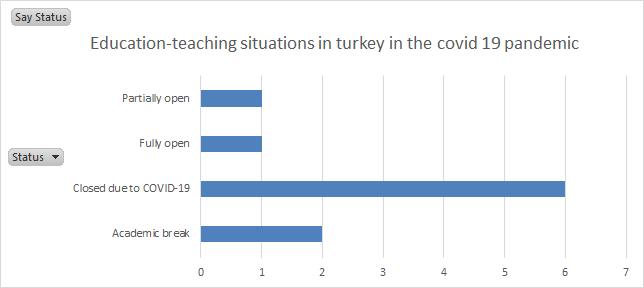 Say Status
Education-teaching situations in turkey in the covid 19 pandemic
Partially open
Fully open
Status
Closed due to COVID-19
Academic break
0 1 2 3 4 5 6 7